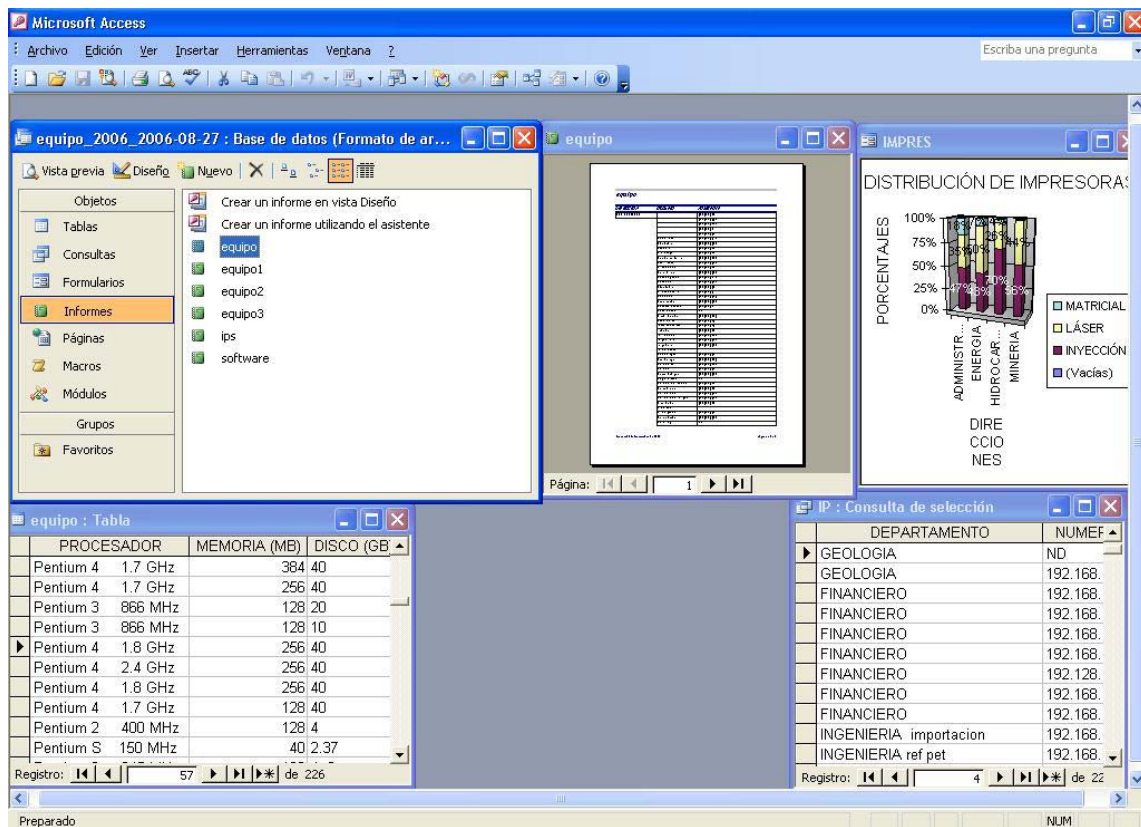 Microsoft Access
Archivo Edición Ver Insertar Herramientas Ventana ?
Escriba una pregunta
equipo_2006_2006-08-27 : Base de datos (Formato de ar...
Vista previa Diseño Nuevo
Objetos
Tablas
Consultas
Formularios
Informes
Páginas
Macros
Módulos
Grupos
Favoritos
Crear un informe en vista Diseño
Crear un informe utilizando el asistente
equipo
equipo1
equipo2
equipo3
ips
software
equipo
equipo
Página: 1
IMPRES
DISTRIBUCIÓN DE IMPRESORAS
PORCENTAJES
100%
75%
50%
25%
0%
47%
70%
56%
26%
44%
ADMINISTR...
ENERGIA
HIDROCAR...
MINERIA
DIRE
CCIO
NES
MATRICIAL
LÁSER
INYECCIÓN
(Vacías)
equipo : Tabla
PROCESADOR MEMORIA (MB) DISCO (GB
Pentium 4 1.7 GHz 384 40
Pentium 4 1.7 GHz 256 40
Pentium 3 866 MHz 128 20
Pentium 3 866 MHz 128 10
Pentium 4 1.8 GHz 256 40
Pentium 4 2.4 GHz 256 40
Pentium 4 1.8 GHz 256 40
Pentium 4 1.7 GHz 128 40
Pentium 2 400 MHz 128 4
Pentium S 150 MHz 40 2.37
Registro: 57 de 226
IP : Consulta de selección
DEPARTAMENTO NUMER
GEOLOGIA ND
GEOLOGIA 192.168.
FINANCIERO 192.168.
FINANCIERO 192.168.
FINANCIERO 192.168.
FINANCIERO 192.168.
FINANCIERO 192.128.
FINANCIERO 192.168.
FINANCIERO 192.168.
INGENIERIA importacion 192.168.
INGENIERIA ref pet 192.168.
Registro: 4 de 22
Preparado
NUM